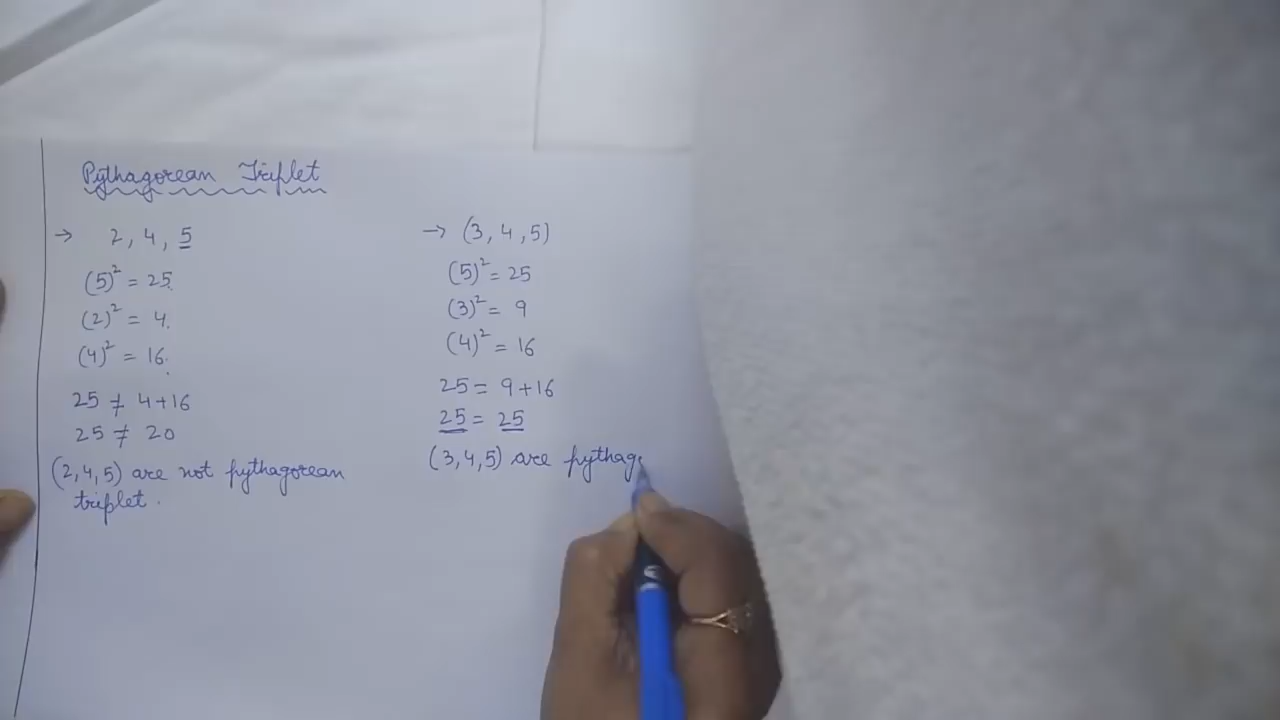 Pythagorean Triplet
→ 2, 4, 5
(5)² = 25.
(2)² = 4.
(4)² = 16.
25 ≠ 4+16
25 ≠ 20
(2,4,5) are not pythagorean
triplet.
→ (3, 4, 5)
(5)² = 25
(3)² = 9
(4)² = 16
25 = 9+16
25 = 25
(3,4,5) are pythag